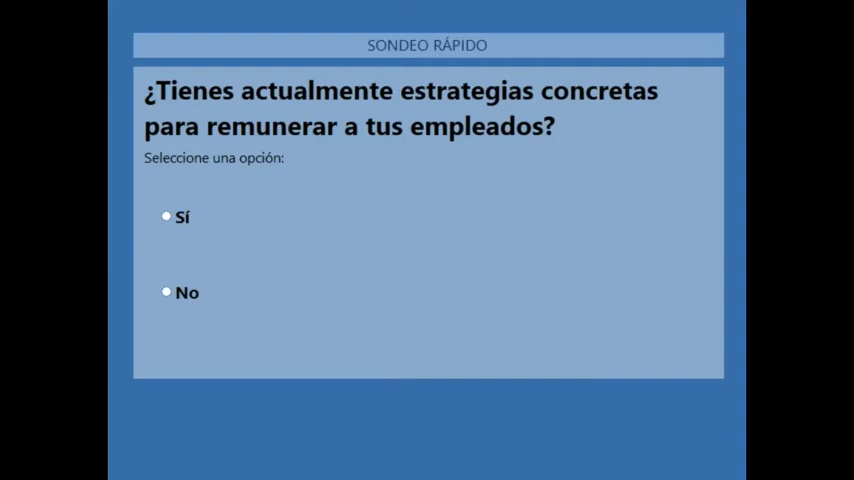 SONDEO RÁPIDO
¿Tienes actualmente estrategias concretas
para remunerar a tus empleados?
Seleccione una opción:
Sí
No